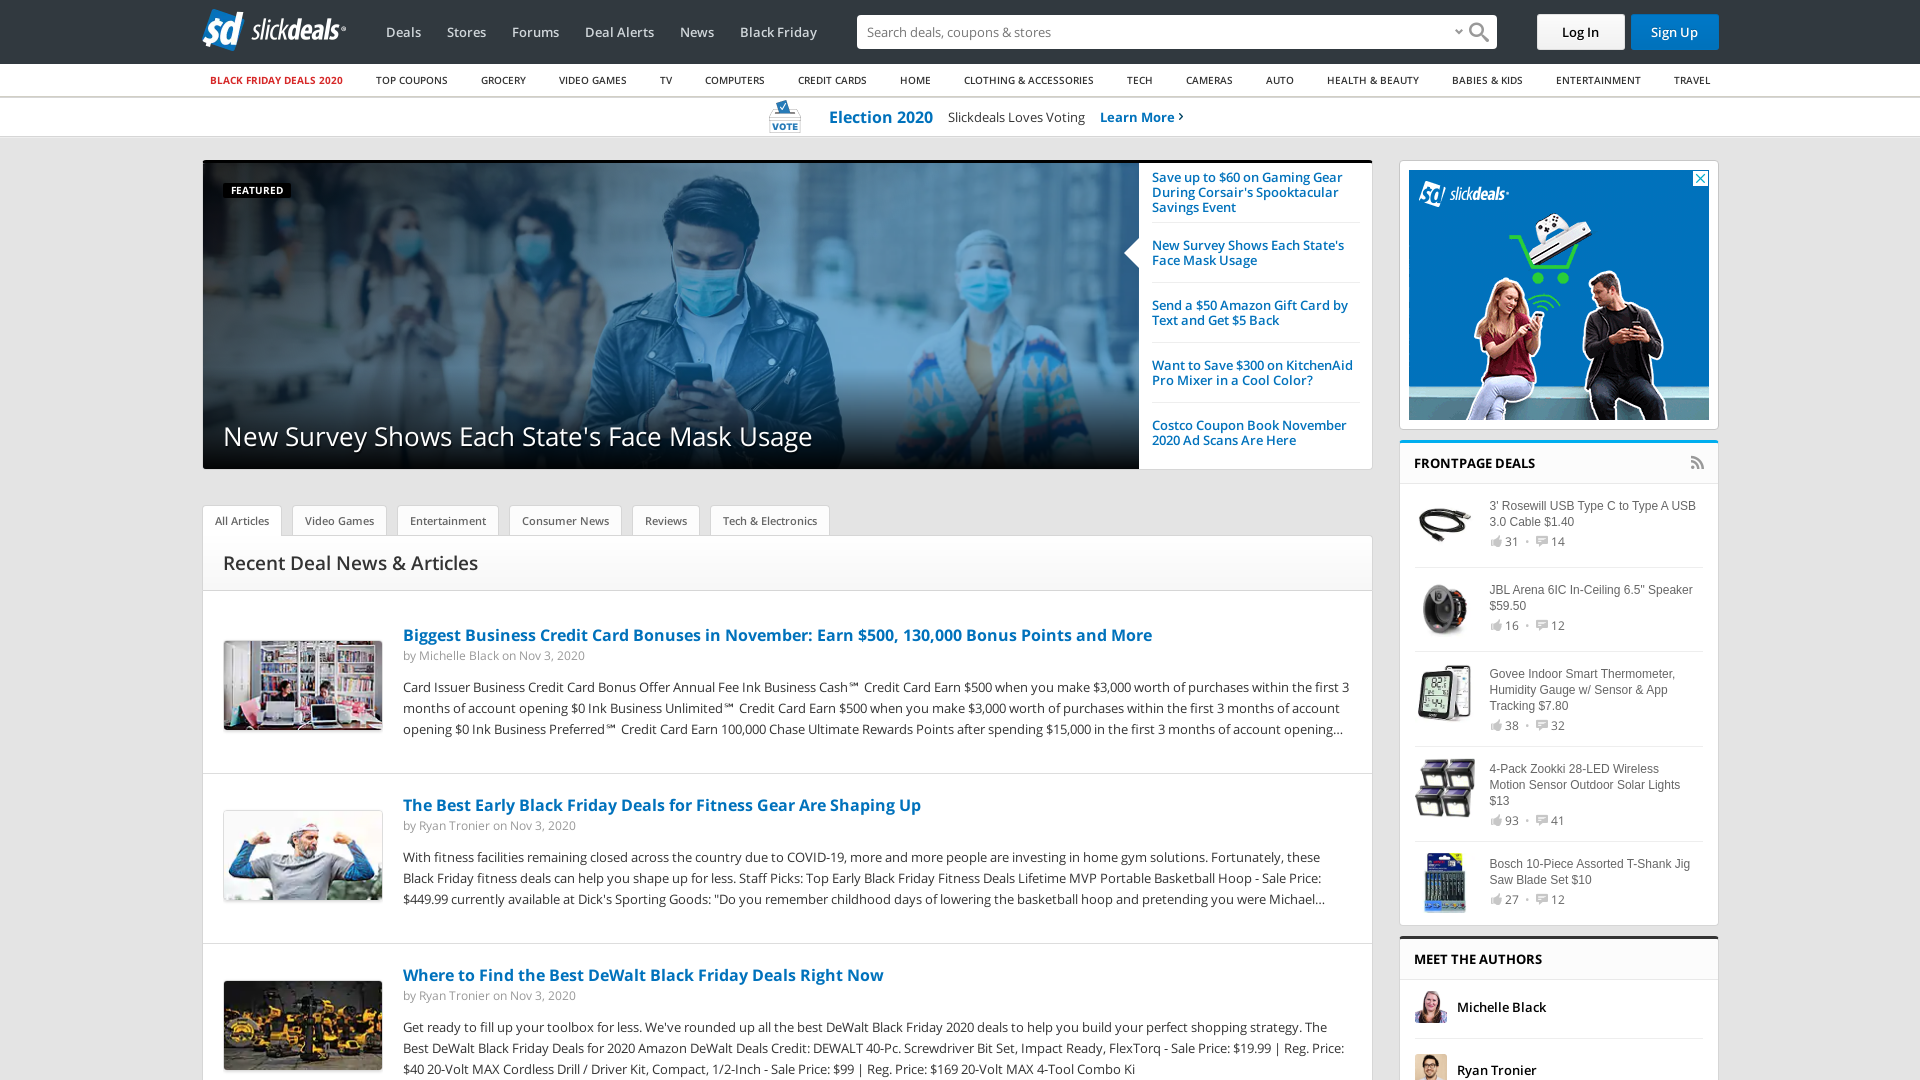 slickdeals
Deals Stores Forums Deal Alerts News Black Friday
Search deals, coupons & stores
Log In Sign Up
BLACK FRIDAY DEALS 2020 TOP COUPONS GROCERY VIDEO GAMES TV COMPUTERS CREDIT CARDS HOME CLOTHING & ACCESSORIES TECH CAMERAS AUTO HEALTH & BEAUTY BABIES & KIDS ENTERTAINMENT TRAVEL
VOTE Election 2020 Slickdeals Loves Voting Learn More
FEATURED
New Survey Shows Each State's Face Mask Usage
Save up to $60 on Gaming Gear
During Corsair's Spooktacular
Savings Event
New Survey Shows Each State's
Face Mask Usage
Send a $50 Amazon Gift Card by
Text and Get $5 Back
Want to Save $300 on KitchenAid
Pro Mixer in a Cool Color?
Costco Coupon Book November
2020 Ad Scans Are Here
slickdeals
All Articles Video Games Entertainment Consumer News Reviews Tech & Electronics
Recent Deal News & Articles
Biggest Business Credit Card Bonuses in November: Earn $500, 130,000 Bonus Points and More
by Michelle Black on Nov 3, 2020
Card Issuer Business Credit Card Bonus Offer Annual Fee Ink Business Cash℠ Credit Card Earn $500 when you make $3,000 worth of purchases within the first 3
months of account opening $0 Ink Business Unlimited℠ Credit Card Earn $500 when you make $3,000 worth of purchases within the first 3 months of account
opening $0 Ink Business Preferred℠ Credit Card Earn 100,000 Chase Ultimate Rewards Points after spending $15,000 in the first 3 months of account opening...
The Best Early Black Friday Deals for Fitness Gear Are Shaping Up
by Ryan Tronier on Nov 3, 2020
With fitness facilities remaining closed across the country due to COVID-19, more and more people are investing in home gym solutions. Fortunately, these
Black Friday fitness deals can help you shape up for less. Staff Picks: Top Early Black Friday Fitness Deals Lifetime MVP Portable Basketball Hoop - Sale Price:
$449.99 currently available at Dick's Sporting Goods: "Do you remember childhood days of lowering the basketball hoop and pretending you were Michael...
Where to Find the Best DeWalt Black Friday Deals Right Now
by Ryan Tronier on Nov 3, 2020
Get ready to fill up your toolbox for less. We've rounded up all the best DeWalt Black Friday 2020 deals to help you build your perfect shopping strategy. The
Best DeWalt Black Friday Deals for 2020 Amazon DeWalt Deals Credit: DEWALT 40-Pc. Screwdriver Bit Set, Impact Ready, FlexTorq - Sale Price: $19.99 | Reg. Price:
$40 20-Volt MAX Cordless Drill / Driver Kit, Compact, 1/2-Inch - Sale Price: $99 | Reg. Price: $169 20-Volt MAX 4-Tool Combo Ki
FRONTPAGE DEALS
3' Rosewill USB Type C to Type A USB
3.0 Cable $1.40
31 • 14
JBL Arena 6IC In-Ceiling 6.5" Speaker
$59.50
16 • 12
Govee Indoor Smart Thermometer,
Humidity Gauge w/ Sensor & App
Tracking $7.80
38 • 32
4-Pack Zookki 28-LED Wireless
Motion Sensor Outdoor Solar Lights
$13
93 • 41
Bosch 10-Piece Assorted T-Shank Jig
Saw Blade Set $10
27 • 12
MEET THE AUTHORS
Michelle Black
Ryan Tronier